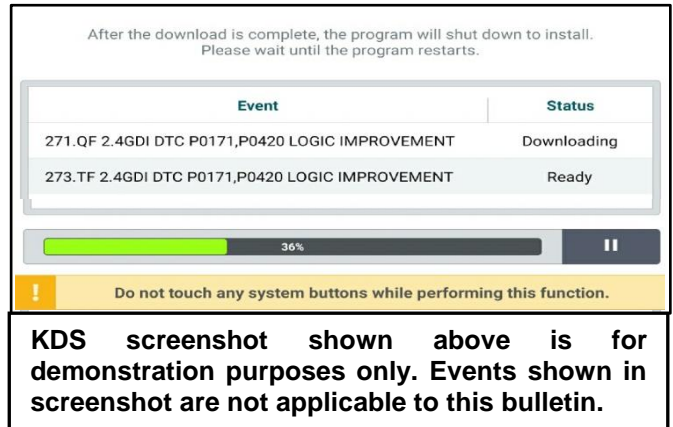 After the download is complete, the program will shut down to install.
Please wait until the program restarts.
Event Status
271.QF 2.4GDI DTC P0171,P0420 LOGIC IMPROVEMENT Downloading
273.TF 2.4GDI DTC P0171,P0420 LOGIC IMPROVEMENT Ready
36%
! Do not touch any system buttons while performing this function.
KDS screenshot shown above is for
demonstration purposes only. Events shown in
screenshot are not applicable to this bulletin.